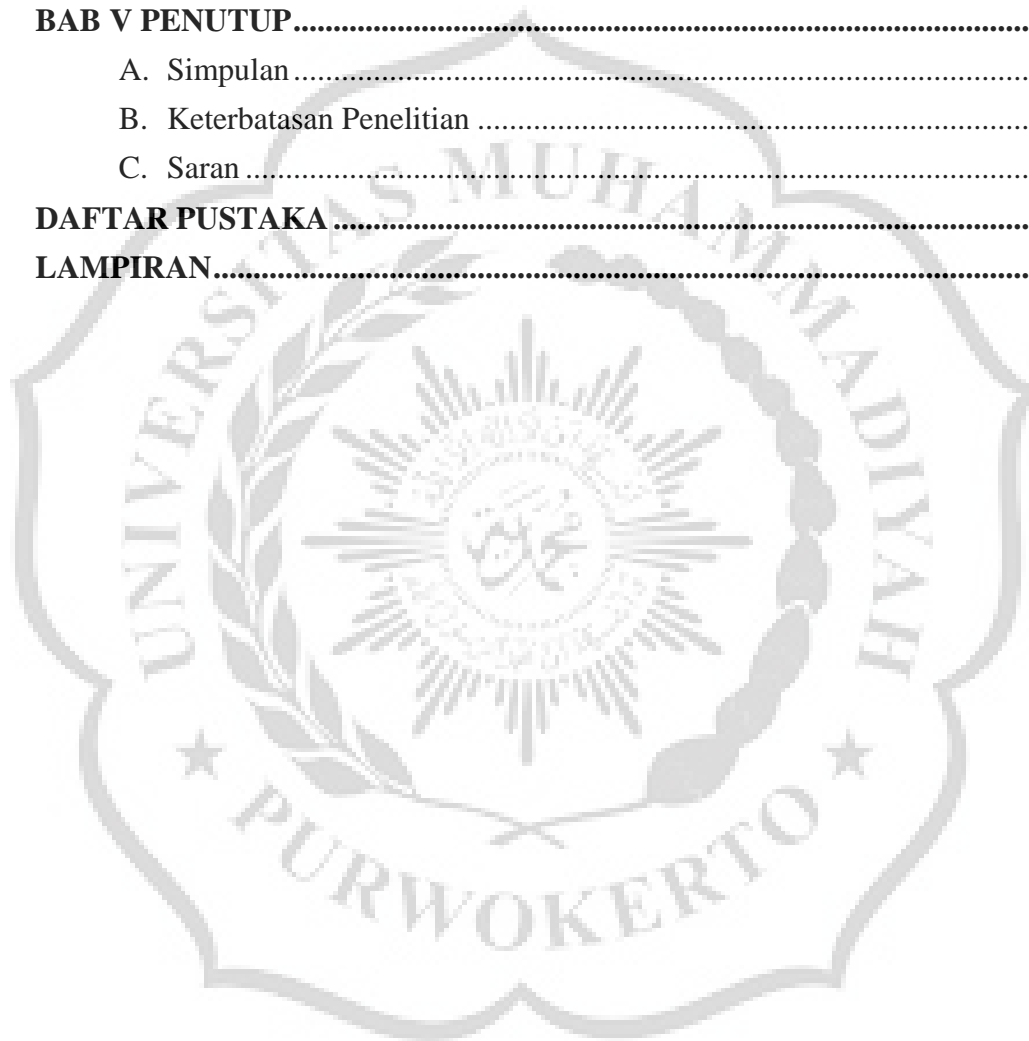 BAB V PENUTUP................................................................................
A. Simpulan................................................................................
B. Keterbatasan Penelitian................................................................................
C. Saran................................................................................
DAFTAR PUSTAKA................................................................................
LAMPIRAN................................................................................
UNIVERSITAS MUHAMMADIYAH
PURWOKERTO